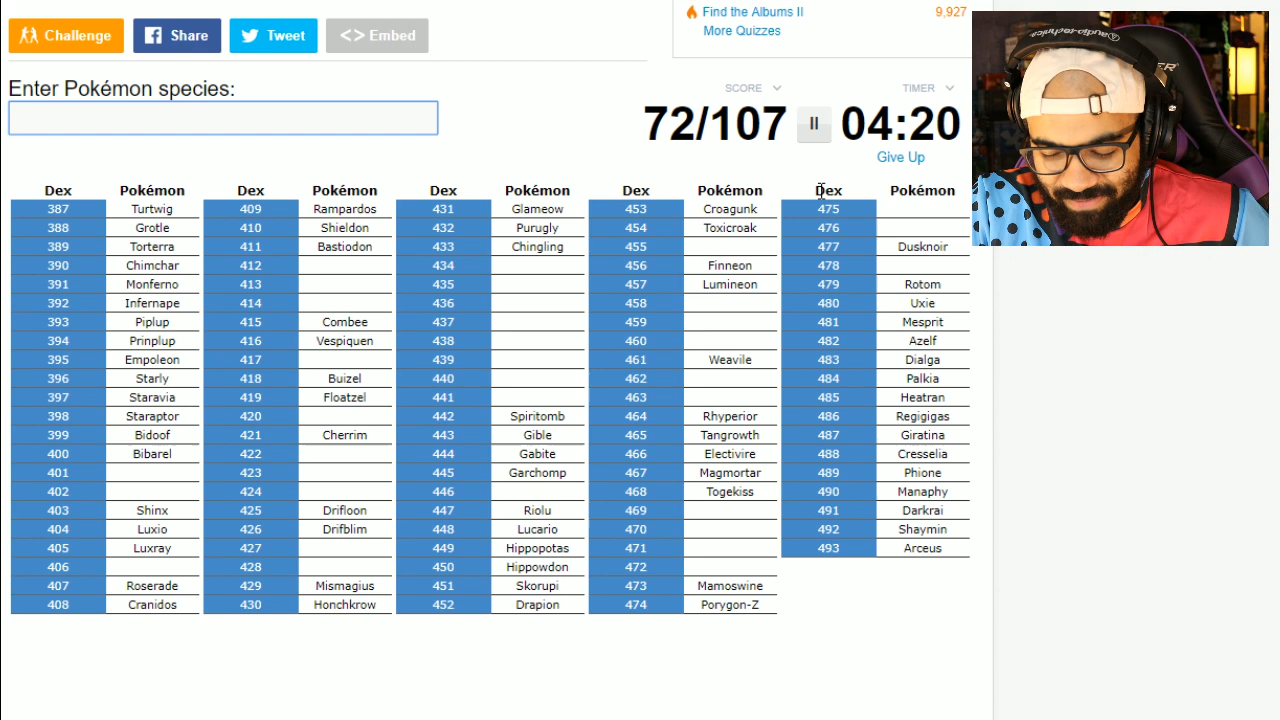 Challenge Share Tweet <> Embed
Find the Albums II 9,927
More Quizzes
Enter Pokémon species:
SCORE TIMER
72/107 04:20
Give Up
Dex Pokémon Dex Pokémon Dex Pokémon Dex Pokémon Dex Pokémon
387 Turtwig 409 Rampardos 431 Glameow 453 Croagunk 475
388 Grotle 410 Shieldon 432 Purugly 454 Toxicroak 476
389 Torterra 411 Bastiodon 433 Chingling 455 477 Dusknoir
390 Chimchar 412 434 456 Finneon 478
391 Monferno 413 435 457 Lumineon 479 Rotom
392 Infernape 414 436 458 480 Uxie
393 Piplup 415 Combee 437 459 481 Mesprit
394 Prinplup 416 Vespiquen 438 460 482 Azelf
395 Empoleon 417 439 461 Weavile 483 Dialga
396 Starly 418 Buizel 440 462 484 Palkia
397 Staravia 419 Floatzel 441 463 485 Heatran
398 Staraptor 420 442 Spiritomb 464 Rhyperior 486 Regigigas
399 Bidoof 421 Cherrim 443 Gible 465 Tangrowth 487 Giratina
400 Bibarel 422 444 Gabite 466 Electivire 488 Cresselia
401 423 445 Garchomp 467 Magmortar 489 Phione
402 424 446 468 Togekiss 490 Manaphy
403 Shinx 425 Drifloon 447 Riolu 469 491 Darkrai
404 Luxio 426 Drifblim 448 Lucario 470 492 Shaymin
405 Luxray 427 449 Hippopotas 471 493 Arceus
406 428 450 Hippowdon 472
407 Roserade 429 Mismagius 451 Skorupi 473 Mamoswine
408 Cranidos 430 Honchkrow 452 Drapion 474 Porygon-Z
audio-technica